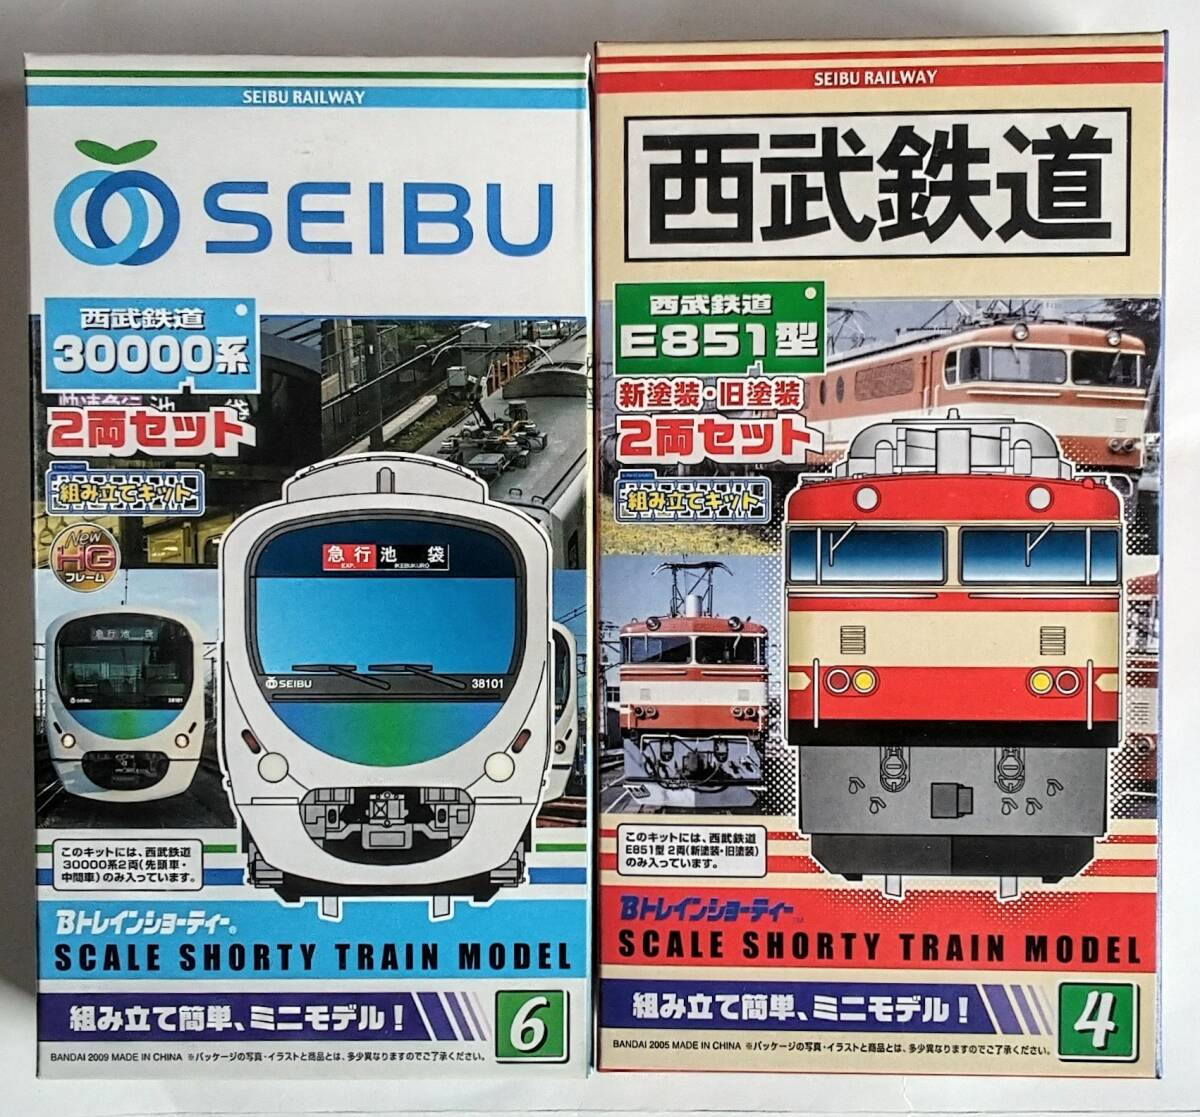 SEIBU RAILWAY
SEIBU
西武鉄道
30000系
2両セット
組み立てキット
New
HG
フレーム
急行 池袋
EXP. IKEBUKURO
SEIBU 38101
急行 池袋
SEIBU 38101
このキットには、西武鉄道
30000系2両(先頭車・
中間車)のみ入っています。
Bトレインショーティー®
SCALE SHORTY TRAIN MODEL
組み立て簡単、ミニモデル!
6
BANDAI 2009 MADE IN CHINA ※パッケージの写真・イラストと商品とは、多少異なりますのでご了承ください。
SEIBU RAILWAY
西武鉄道
西武鉄道
E851型
新塗装・旧塗装
2両セット
組み立てキット
このキットには、西武鉄道
E851型 2両(新塗装・旧塗装)
のみ入っています。
Bトレインショーティー™
SCALE SHORTY TRAIN MODEL
組み立て簡単、ミニモデル!
4
BANDAI 2005 MADE IN CHINA ※パッケージの写真・イラストと商品とは、多少異なりますのでご了承ください。